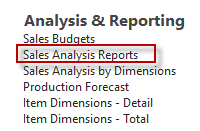 Analysis & Reporting
Sales Budgets
Sales Analysis Reports
Sales Analysis by Dimensions
Production Forecast
Item Dimensions - Detail
Item Dimensions - Total